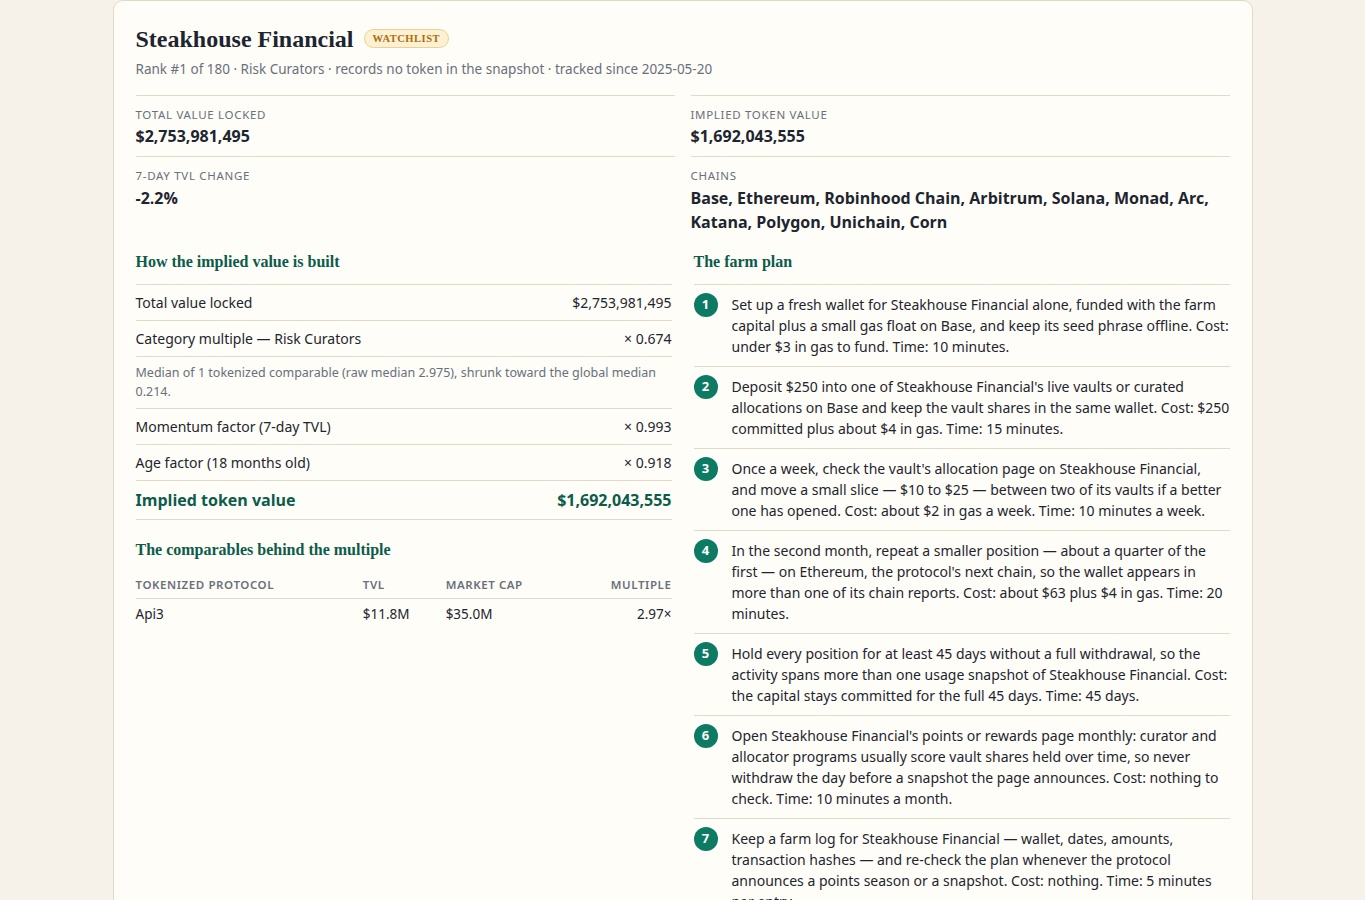 Steakhouse Financial WATCHLIST
Rank #1 of 180 · Risk Curators · records no token in the snapshot · tracked since 2025-05-20
TOTAL VALUE LOCKED
$2,753,981,495
IMPLIED TOKEN VALUE
$1,692,043,555
7-DAY TVL CHANGE
-2.2%
CHAINS
Base, Ethereum, Robinhood Chain, Arbitrum, Solana, Monad, Arc,
Katana, Polygon, Unichain, Corn
How the implied value is built
Total value locked $2,753,981,495
Category multiple — Risk Curators × 0.674
Median of 1 tokenized comparable (raw median 2.975), shrunk toward the global median
0.214.
Momentum factor (7-day TVL) × 0.993
Age factor (18 months old) × 0.918
Implied token value $1,692,043,555
The comparables behind the multiple
TOKENIZED PROTOCOL TVL MARKET CAP MULTIPLE
Api3 $11.8M $35.0M 2.97×
The farm plan
1 Set up a fresh wallet for Steakhouse Financial alone, funded with the farm
capital plus a small gas float on Base, and keep its seed phrase offline. Cost:
under $3 in gas to fund. Time: 10 minutes.
2 Deposit $250 into one of Steakhouse Financial's live vaults or curated
allocations on Base and keep the vault shares in the same wallet. Cost: $250
committed plus about $4 in gas. Time: 15 minutes.
3 Once a week, check the vault's allocation page on Steakhouse Financial,
and move a small slice — $10 to $25 — between two of its vaults if a better
one has opened. Cost: about $2 in gas a week. Time: 10 minutes a week.
4 In the second month, repeat a smaller position — about a quarter of the
first — on Ethereum, the protocol's next chain, so the wallet appears in
more than one of its chain reports. Cost: about $63 plus $4 in gas. Time: 20
minutes.
5 Hold every position for at least 45 days without a full withdrawal, so the
activity spans more than one usage snapshot of Steakhouse Financial. Cost:
the capital stays committed for the full 45 days. Time: 45 days.
6 Open Steakhouse Financial's points or rewards page monthly: curator and
allocator programs usually score vault shares held over time, so never
withdraw the day before a snapshot the page announces. Cost: nothing to
check. Time: 10 minutes a month.
7 Keep a farm log for Steakhouse Financial — wallet, dates, amounts,
transaction hashes — and re-check the plan whenever the protocol
announces a points season or a snapshot. Cost: nothing. Time: 5 minutes